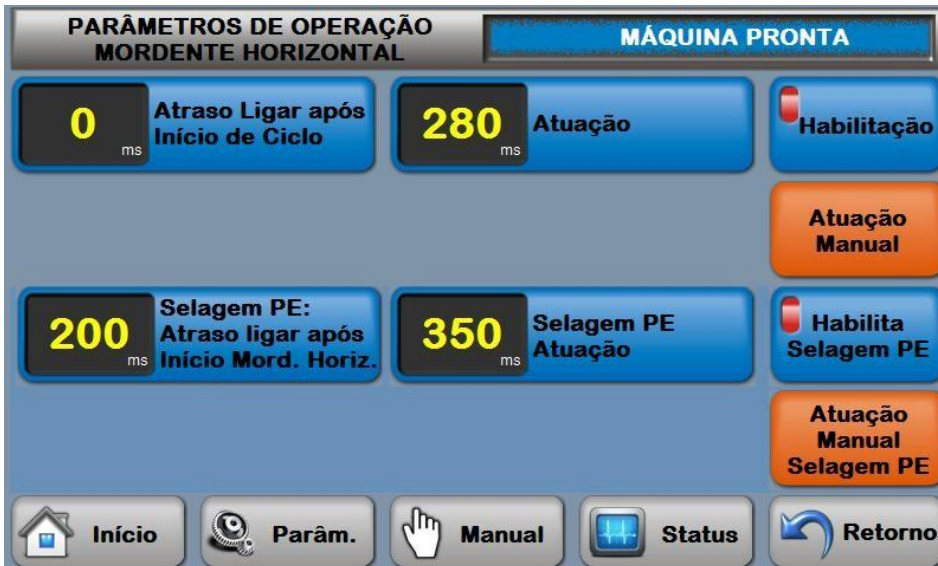 PARÂMETROS DE OPERAÇÃO
MORDENTE HORIZONTAL
MÁQUINA PRONTA
0
ms
Atraso Ligar após
Início de Ciclo
280
ms
Atuação
Habilitação
Atuação
Manual
200
ms
Selagem PE:
Atraso ligar após
Início Mord. Horiz.
350
ms
Selagem PE
Atuação
Habilita
Selagem PE
Atuação
Manual
Selagem PE
Início
Parâm.
Manual
Status
Retorno